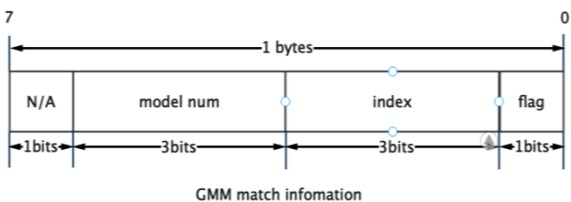 7 0
1 bytes
N/A model num index flag
1bits 3bits 3bits 1bits
GMM match infomation